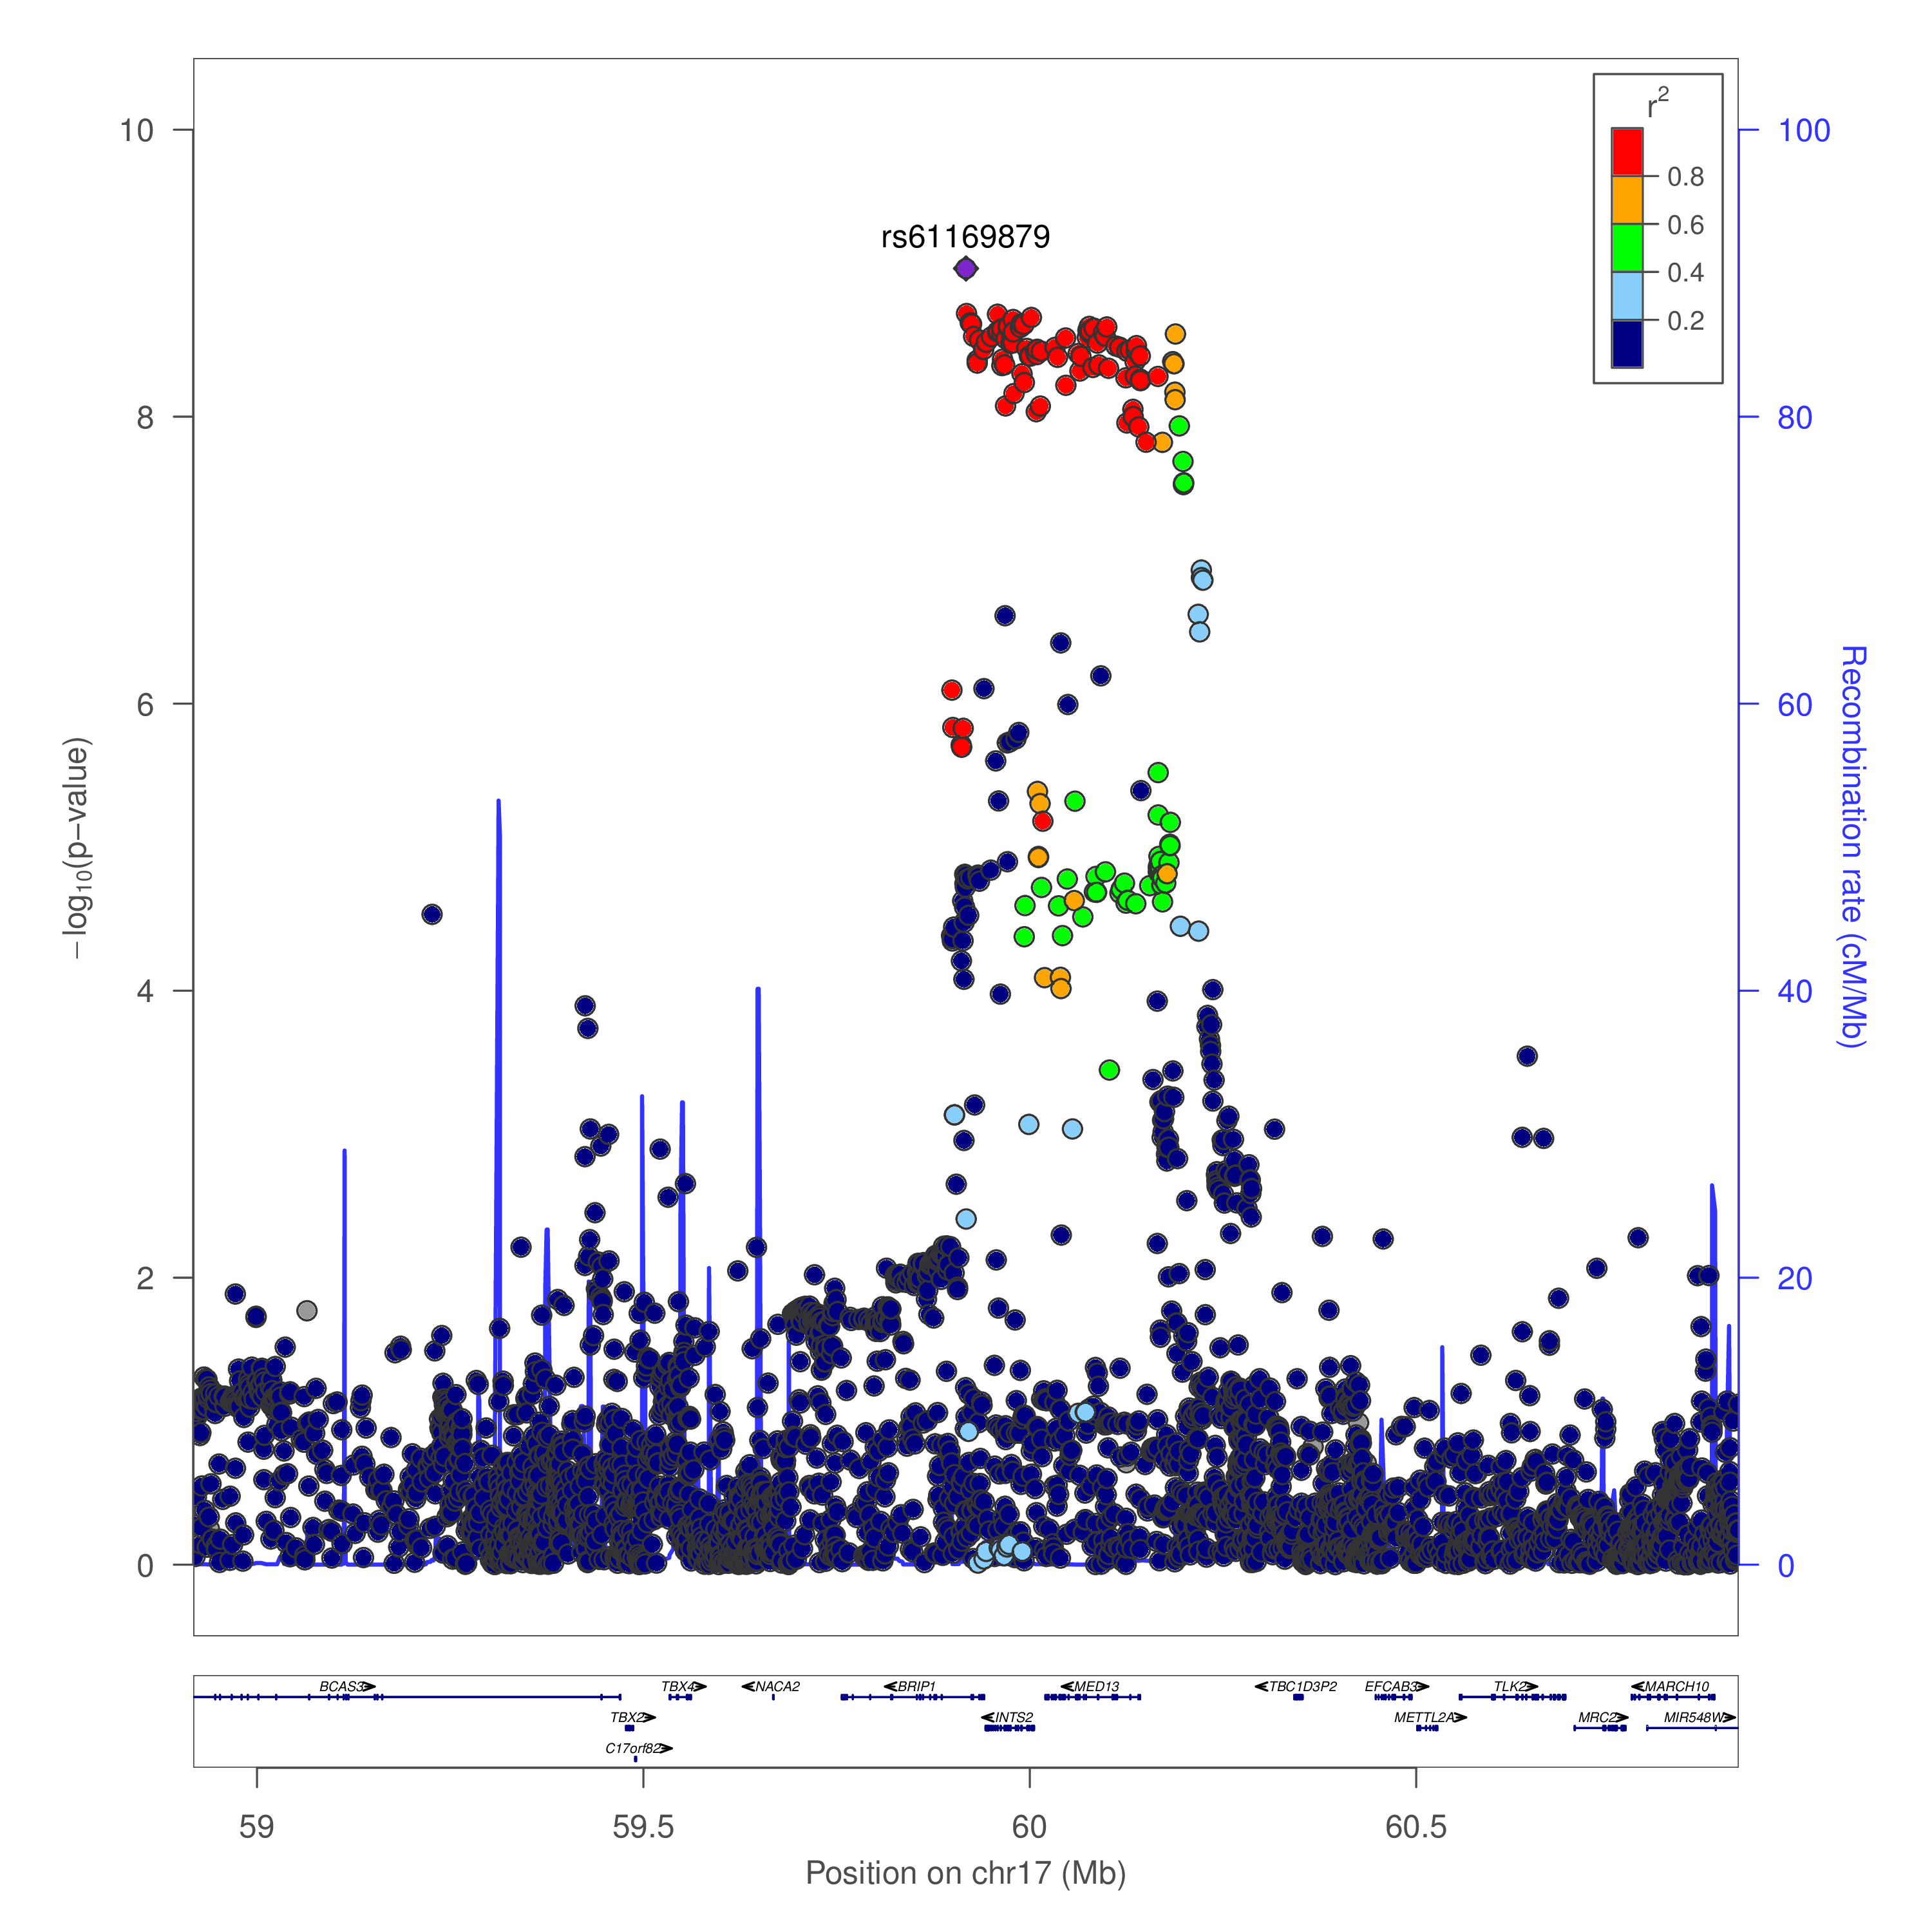 10
100
r2
0.8
0.6
0.4
0.2
rs61169879
8
80
6
60
4
40
2
20
0
0
−log10(p−value)
Recombination rate (cM/Mb)
BCAS3
TBX4
NACA2
BRIP1
MED13
TBC1D3P2
EFCAB3
TLK2
MARCH10
TBX2
INTS2
METTL2A
MRC2
MIR548W
C17orf82
59
59.5
60
60.5
Position on chr17 (Mb)